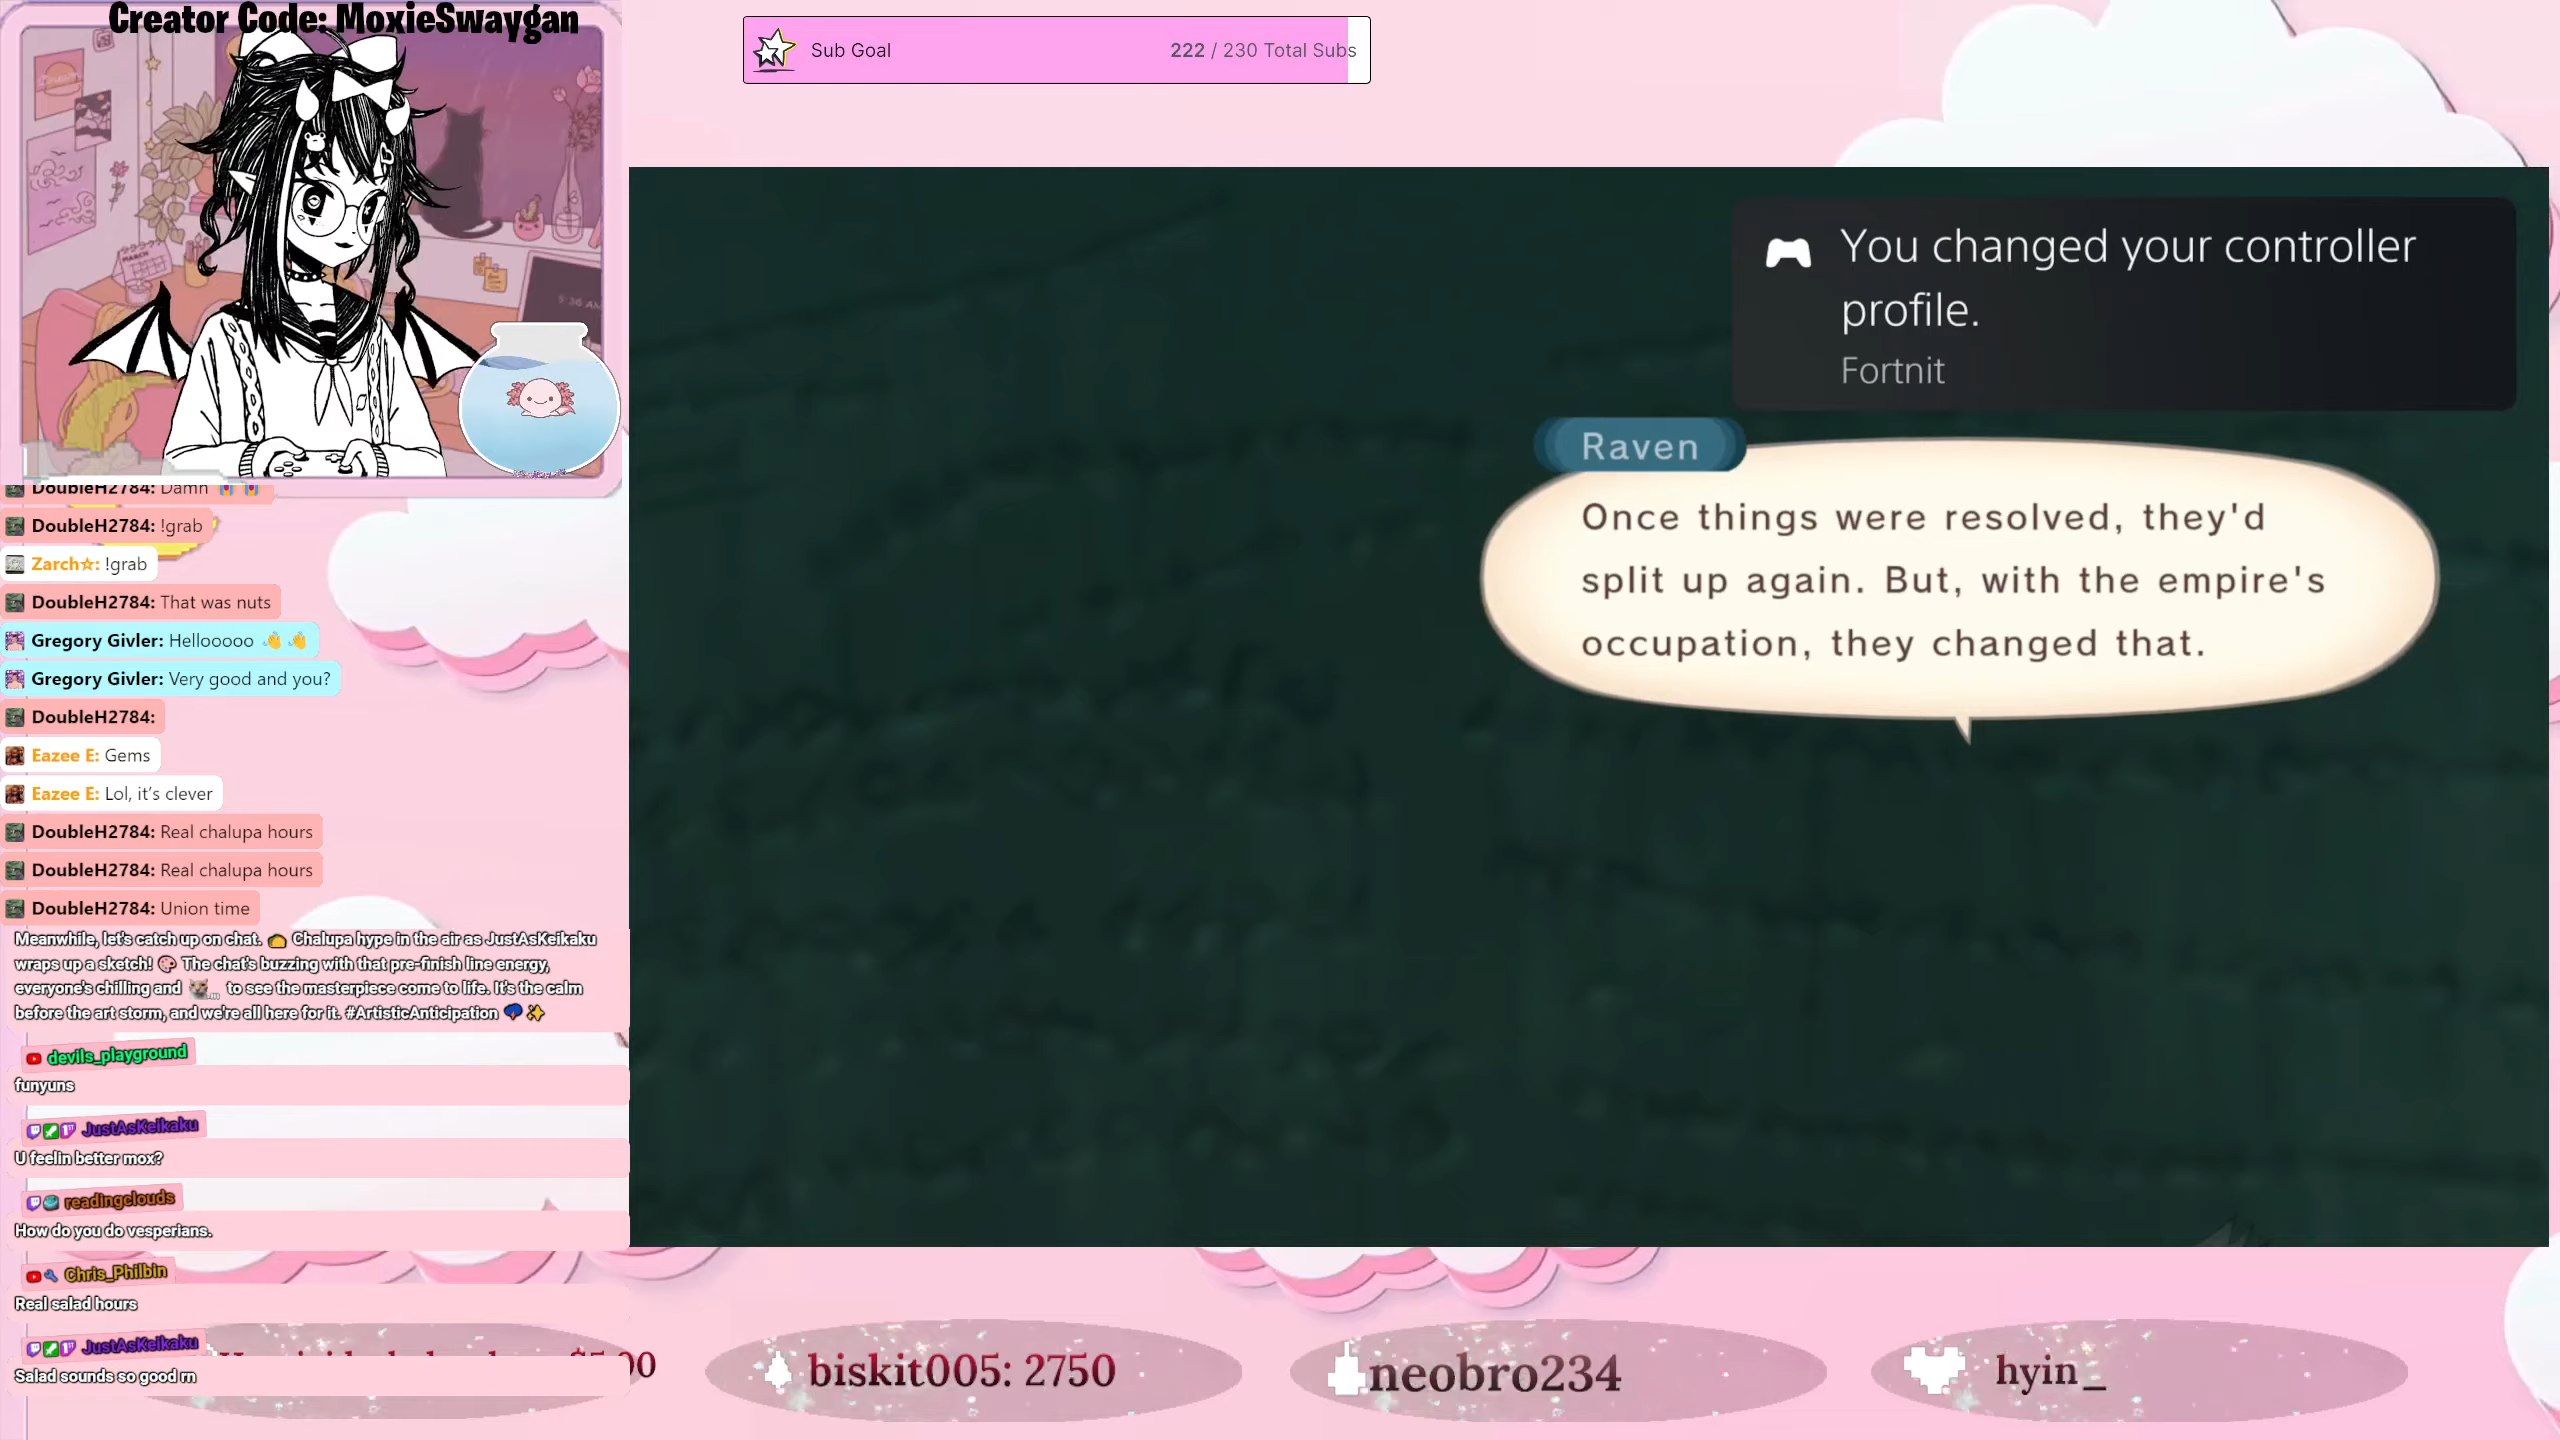 Creator Code: MoxieSwaygan
Sub Goal
222 / 230 Total Subs
You changed your controller
profile.
Fortnit
Raven
Once things were resolved, they'd
split up again. But, with the empire's
occupation, they changed that.
MARCH
DoubleH2784: Damn
DoubleH2784: !grab
Zarch☆: !grab
DoubleH2784: That was nuts
Gregory Givler: Hellooooo 👋 👋
Gregory Givler: Very good and you?
DoubleH2784:
Eazee E: Gems
Eazee E: Lol, it's clever
DoubleH2784: Real chalupa hours
DoubleH2784: Real chalupa hours
DoubleH2784: Union time
Meanwhile, let's catch up on chat. 🌮 Chalupa hype in the air as JustAsKeikaku
wraps up a sketch! 🎨 The chat's buzzing with that pre-finish line energy,
everyone's chilling and to see the masterpiece come to life. It's the calm
before the art storm, and we're all here for it. #ArtisticAnticipation ✨
devils_playground
funyuns
JustAsKeikaku
U feelin better mox?
readingclouds
How do you do vesperians.
Chris_Philbin
Real salad hours
JustAsKeikaku
Salad sounds so good rn
biskit005: 2750
neobro234
hyin_